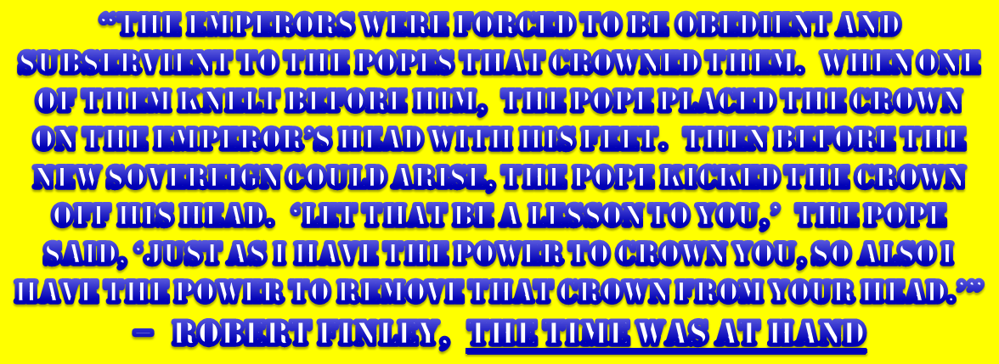 “THE EMPERORS WERE FORCED TO BE OBEDIENT AND
SUBSERVIENT TO THE POPES THAT CROWNED THEM. WHEN ONE
OF THEM KNELT BEFORE HIM, THE POPE PLACED THE CROWN
ON THE EMPEROR’S HEAD WITH HIS FEET. THEN BEFORE THE
NEW SOVEREIGN COULD ARISE, THE POPE KICKED THE CROWN
OFF HIS HEAD. ‘LET THAT BE A LESSON TO YOU,’ THE POPE
SAID, ‘JUST AS I HAVE THE POWER TO CROWN YOU, SO ALSO I
HAVE THE POWER TO REMOVE THAT CROWN FROM YOUR HEAD.’”
– ROBERT FINLEY, THE TIME WAS AT HAND